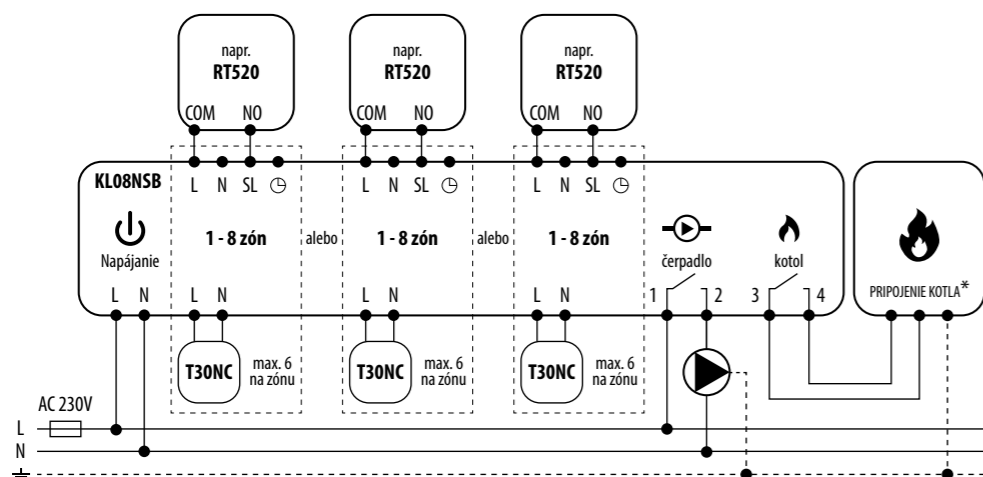 napr.
RT520
COM NO
napr.
RT520
COM NO
napr.
RT520
COM NO
KL08NSB
L N SL
L N SL
L N SL
Napájanie
1 - 8 zón
alebo
1 - 8 zón
alebo
1 - 8 zón
čerpadlo
kotol
PRIPOJENIE KOTLA*
L N
L N
L N
L N
1 2
3 4
T30NC
max. 6
na zónu
T30NC
max. 6
na zónu
T30NC
max. 6
na zónu
AC 230V
L
N